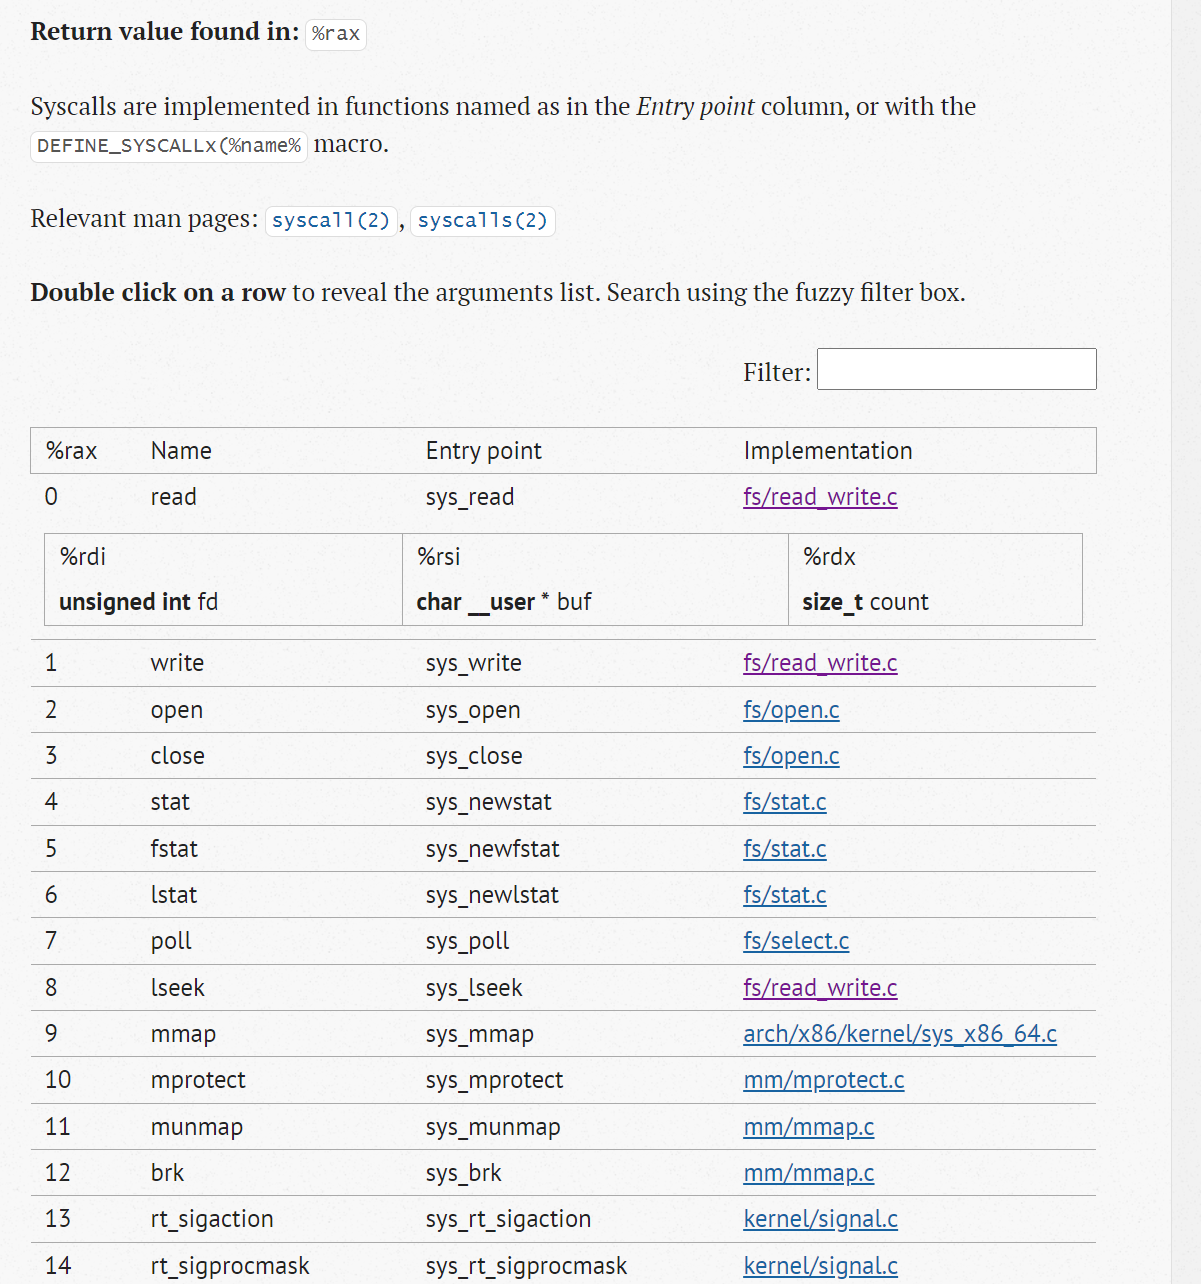 Return value found in: %rax
Syscalls are implemented in functions named as in the Entry point column, or with the
DEFINE_SYSCALLx(%name% macro.
Relevant man pages: syscall(2), syscalls(2)
Double click on a row to reveal the arguments list. Search using the fuzzy filter box.
Filter:
%rax Name Entry point Implementation
0 read sys_read fs/read_write.c
%rdi %rsi %rdx
unsigned int fd char __user * buf size_t count
1 write sys_write fs/read_write.c
2 open sys_open fs/open.c
3 close sys_close fs/open.c
4 stat sys_newstat fs/stat.c
5 fstat sys_newfstat fs/stat.c
6 lstat sys_newlstat fs/stat.c
7 poll sys_poll fs/select.c
8 lseek sys_lseek fs/read_write.c
9 mmap sys_mmap arch/x86/kernel/sys_x86_64.c
10 mprotect sys_mprotect mm/mprotect.c
11 munmap sys_munmap mm/mmap.c
12 brk sys_brk mm/mmap.c
13 rt_sigaction sys_rt_sigaction kernel/signal.c
14 rt_sigprocmask sys_rt_sigprocmask kernel/signal.c